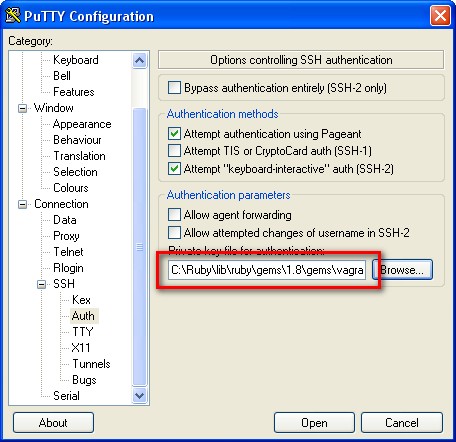 PuTTY Configuration
Category:
Keyboard
Bell
Features
Window
Appearance
Behaviour
Translation
Selection
Colours
Connection
Data
Proxy
Telnet
Rlogin
SSH
Kex
Auth
TTY
X11
Tunnels
Bugs
Serial
Options controlling SSH authentication
Bypass authentication entirely (SSH-2 only)
Authentication methods
Attempt authentication using Pageant
Attempt TIS or CryptoCard auth (SSH-1)
Attempt "keyboard-interactive" auth (SSH-2)
Authentication parameters
Allow agent forwarding
Allow attempted changes of username in SSH-2
Private key file for authentication:
C:\Ruby\lib\ruby\gems\1.8\gems\vagra
Browse...
About
Open
Cancel